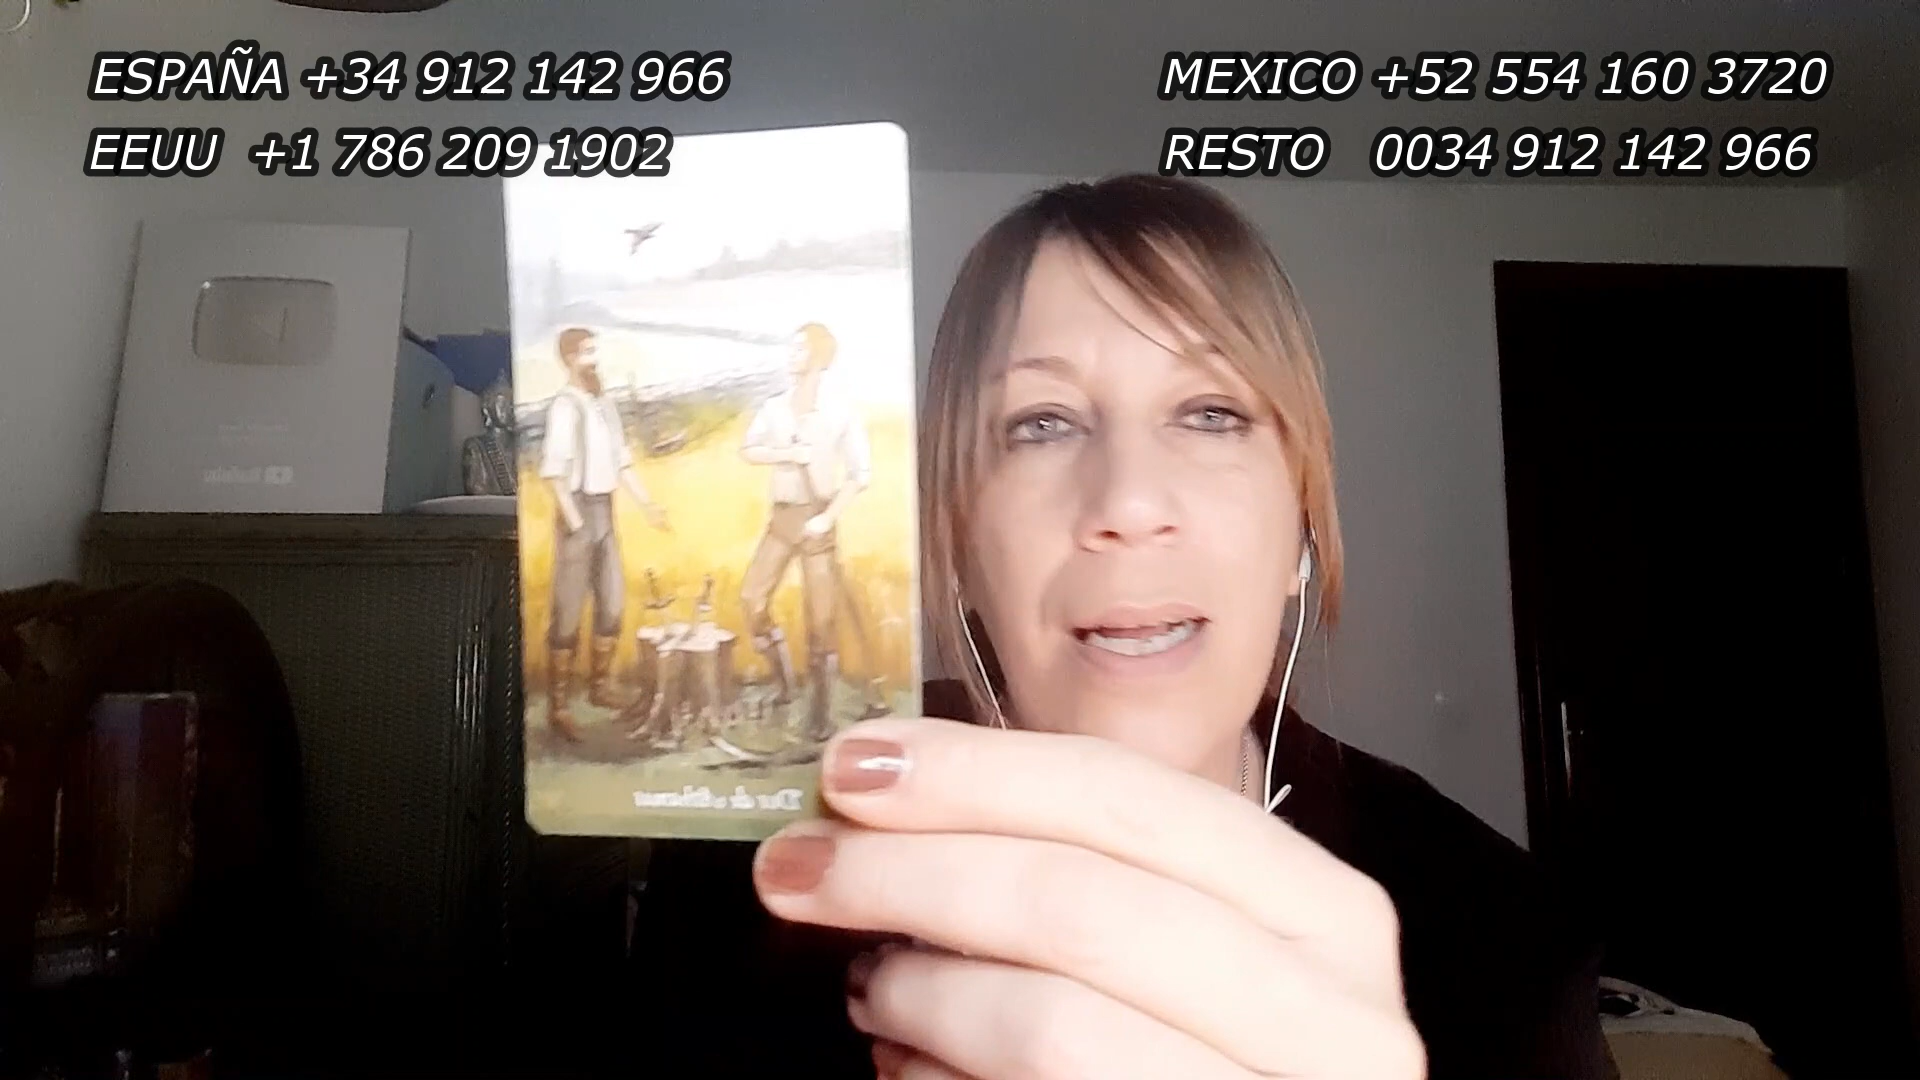 ESPAÑA +34 912 142 966
EEUU +1 786 209 1902
MEXICO +52 554 160 3720
RESTO 0034 912 142 966